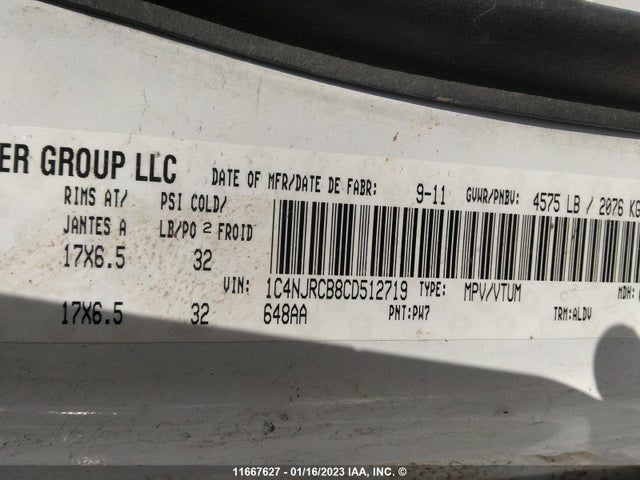 ER GROUP LLC DATE OF MFR/DATE DE FABR: 9-11 GVWR/PNBV: 4575 LB / 2076 KG
RIMS AT/ PSI COLD/
JANTES A LB/PO 2 FROID
17X6.5 32
VIN: 1C4NJRCB8CD512719 TYPE: MPV/VTUM MDH:
17X6.5 32 648AA PNT:PW7 TRM:ALDV
11667627 - 01/16/2023 IAA, INC. ©